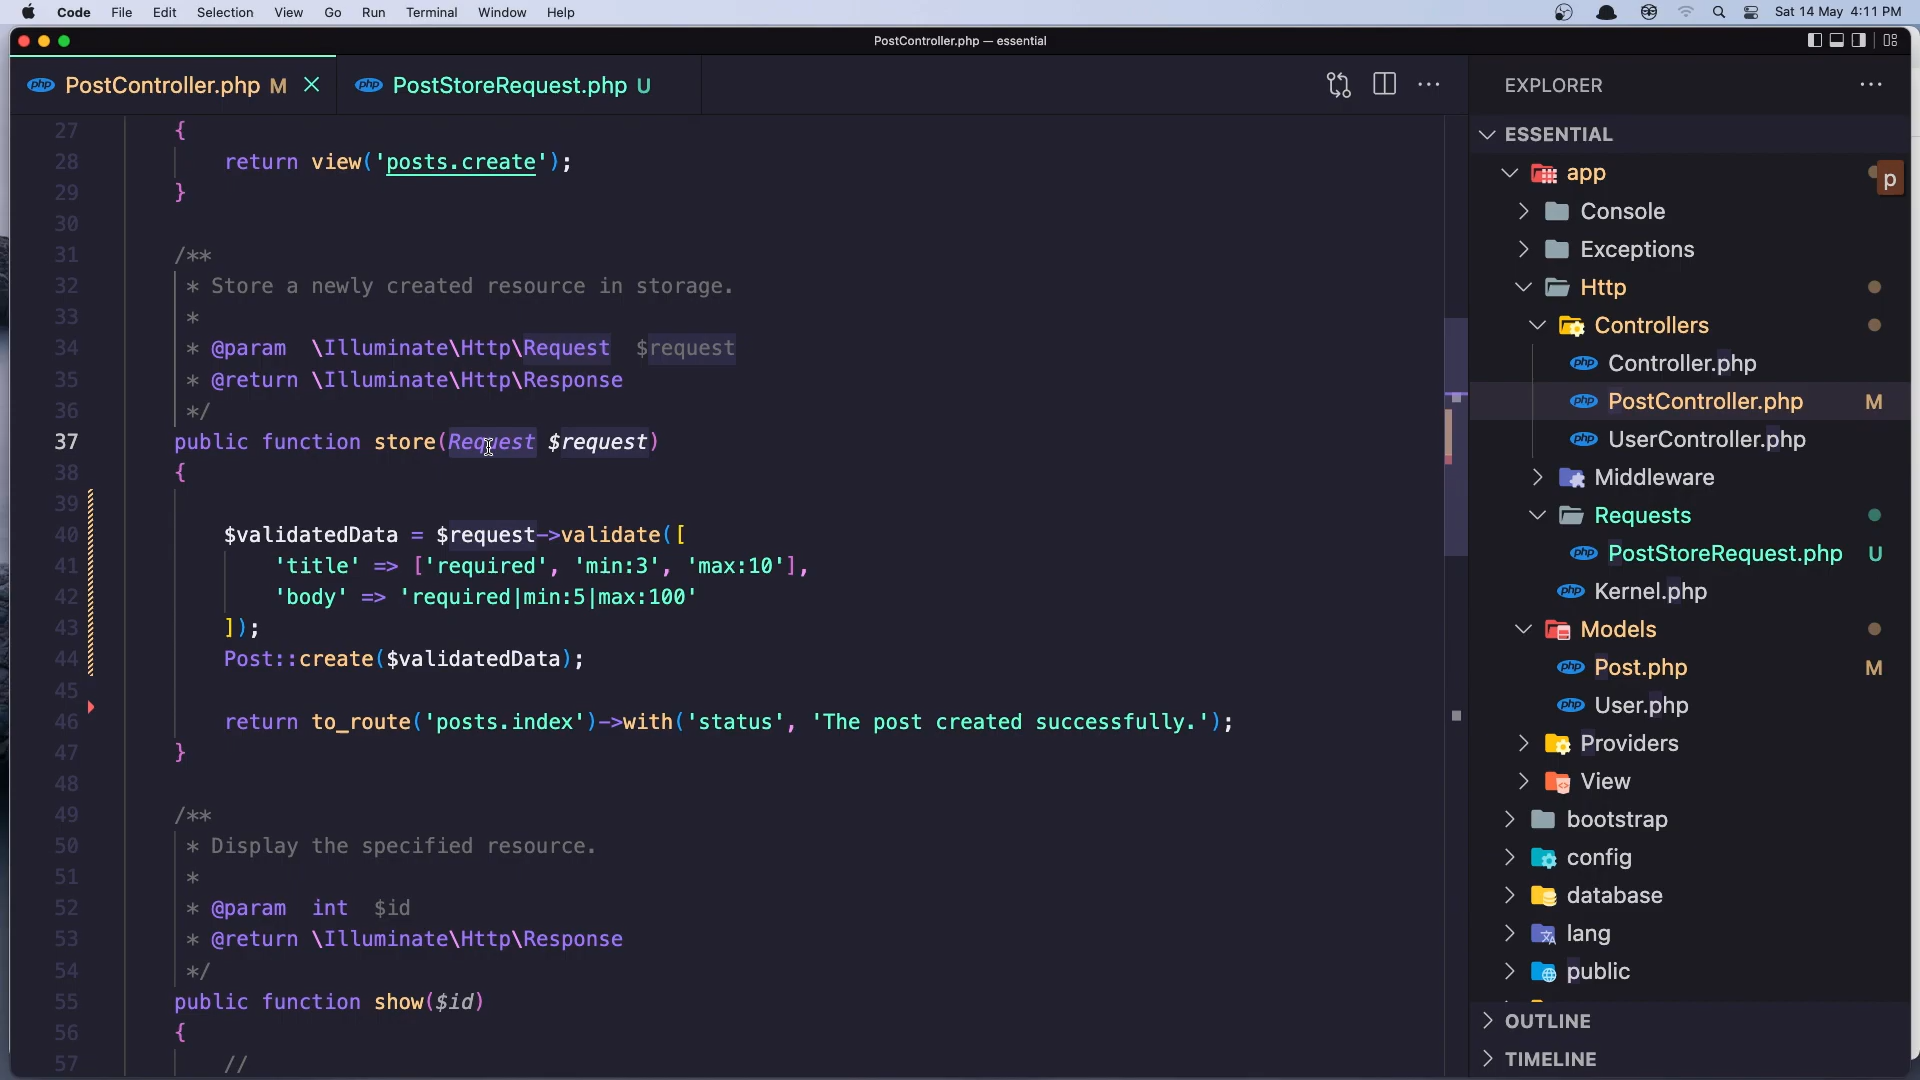 Code File Edit Selection View Go Run Terminal Window Help Sat 14 May 4:11 PM
PostController.php — essential
PostController.php M
PostStoreRequest.php U
27 {
28 return view('posts.create');
29 }
30
31 /**
32 * Store a newly created resource in storage.
33 *
34 * @param \Illuminate\Http\Request $request
35 * @return \Illuminate\Http\Response
36 */
37 public function store(Request $request)
38 {
39
40 $validatedData = $request->validate([
41 'title' => ['required', 'min:3', 'max:10'],
42 'body' => 'required|min:5|max:100'
43 ]);
44 Post::create($validatedData);
45
46 return to_route('posts.index')->with('status', 'The post created successfully.');
47 }
48
49 /**
50 * Display the specified resource.
51 *
52 * @param int $id
53 * @return \Illuminate\Http\Response
54 */
55 public function show($id)
56 {
57 //
EXPLORER
ESSENTIAL
app
p
Console
Exceptions
Http
Controllers
php Controller.php
php PostController.php M
php UserController.php
Middleware
Requests
php PostStoreRequest.php U
php Kernel.php
Models
php Post.php M
php User.php
Providers
View
bootstrap
config
database
lang
public
OUTLINE
TIMELINE